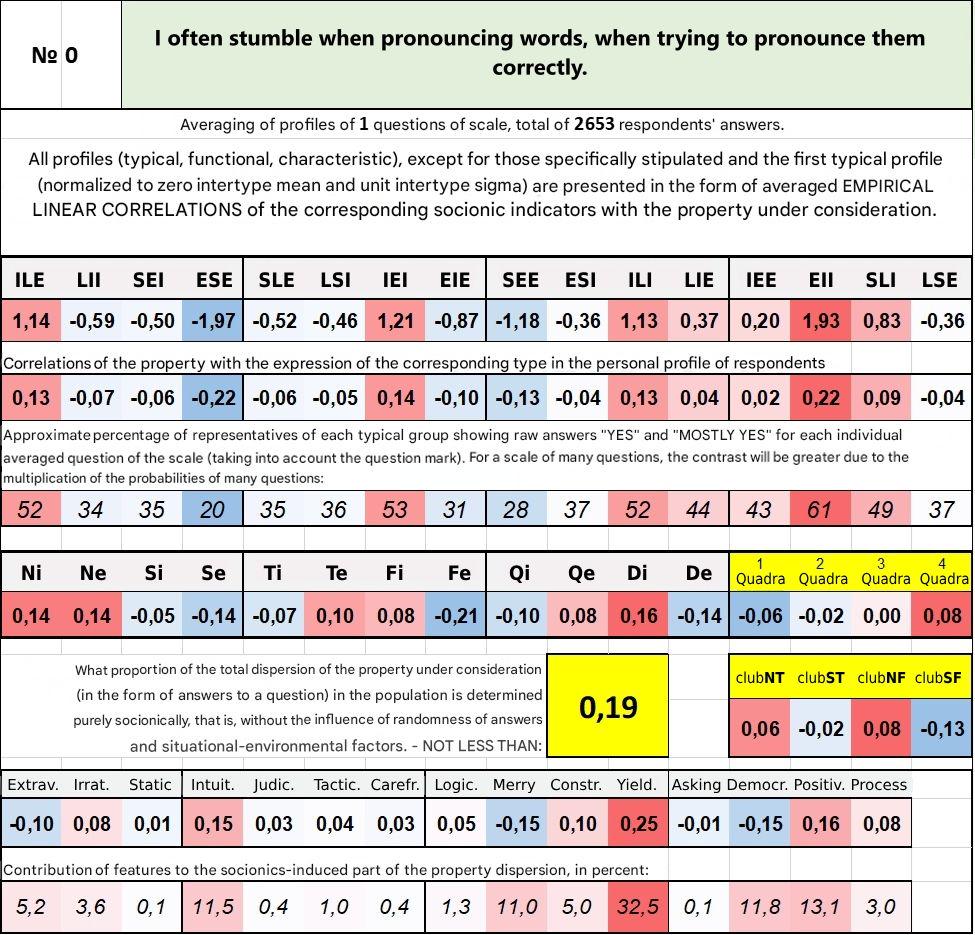 № 0
I often stumble when pronouncing words, when trying to pronounce them
correctly.
Averaging of profiles of 1 questions of scale, total of 2653 respondents' answers.
All profiles (typical, functional, characteristic), except for those specifically stipulated and the first typical profile
(normalized to zero intertype mean and unit intertype sigma) are presented in the form of averaged EMPIRICAL
LINEAR CORRELATIONS of the corresponding socionic indicators with the property under consideration.
ILE LII SEI ESE SLE LSI IEI EIE SEE ESI ILI LIE IEE EII SLI LSE
1,14 -0,59 -0,50 -1,97 -0,52 -0,46 1,21 -0,87 -1,18 -0,36 1,13 0,37 0,20 1,93 0,83 -0,36
Correlations of the property with the expression of the corresponding type in the personal profile of respondents
0,13 -0,07 -0,06 -0,22 -0,06 -0,05 0,14 -0,10 -0,13 -0,04 0,13 0,04 0,02 0,22 0,09 -0,04
Approximate percentage of representatives of each typical group showing raw answers "YES" and "MOSTLY YES" for each individual
averaged question of the scale (taking into account the question mark). For a scale of many questions, the contrast will be greater due to the
multiplication of the probabilities of many questions:
52 34 35 20 35 36 53 31 28 37 52 44 43 61 49 37
Ni Ne Si Se Ti Te Fi Fe Qi Qe Di De 1 Quadra 2 Quadra 3 Quadra 4 Quadra
0,14 0,14 -0,05 -0,14 -0,07 0,10 0,08 -0,21 -0,10 0,08 0,16 -0,14 -0,06 -0,02 0,00 0,08
What proportion of the total dispersion of the property under consideration
(in the form of answers to a question) in the population is determined
purely socionically, that is, without the influence of randomness of answers
and situational-environmental factors. - NOT LESS THAN:
0,19
clubNT clubST clubNF clubSF
0,06 -0,02 0,08 -0,13
Extrav. Irrat. Static Intuit. Judic. Tactic. Carefr. Logic. Merry Constr. Yield. Asking Democr. Positiv. Process
-0,10 0,08 0,01 0,15 0,03 0,04 0,03 0,05 -0,15 0,10 0,25 -0,01 -0,15 0,16 0,08
Contribution of features to the socionics-induced part of the property dispersion, in percent:
5,2 3,6 0,1 11,5 0,4 1,0 0,4 1,3 11,0 5,0 32,5 0,1 11,8 13,1 3,0